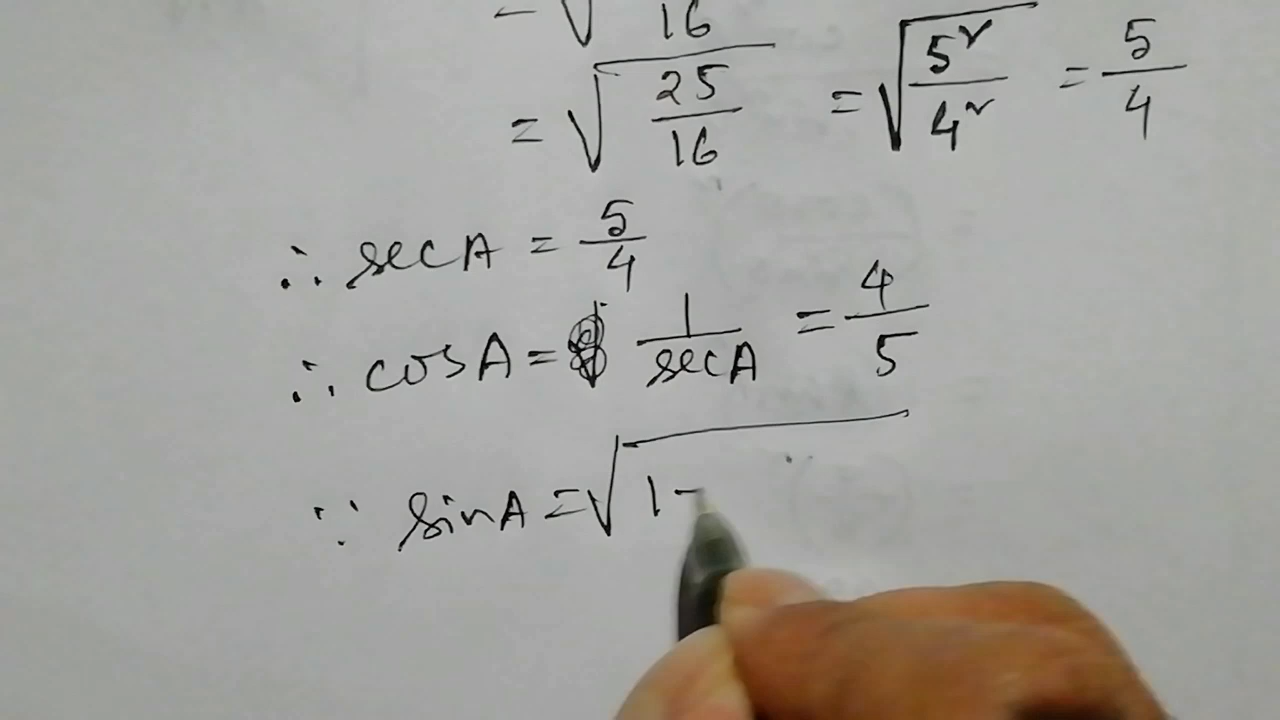 = √16
= √25/16 = √5²/4² = 5/4
∴ secA = 5/4
∴ cosA = 1/secA = 4/5
∵ sinA = √1-